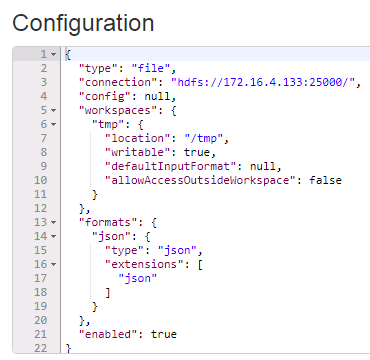 Configuration
1 {
2 "type": "file",
3 "connection": "hdfs://172.16.4.133:25000/",
4 "config": null,
5 "workspaces": {
6 "tmp": {
7 "location": "/tmp",
8 "writable": true,
9 "defaultInputFormat": null,
10 "allowAccessOutsideWorkspace": false
11 }
12 },
13 "formats": {
14 "json": {
15 "type": "json",
16 "extensions": [
17 "json"
18 ]
19 }
20 },
21 "enabled": true
22 }